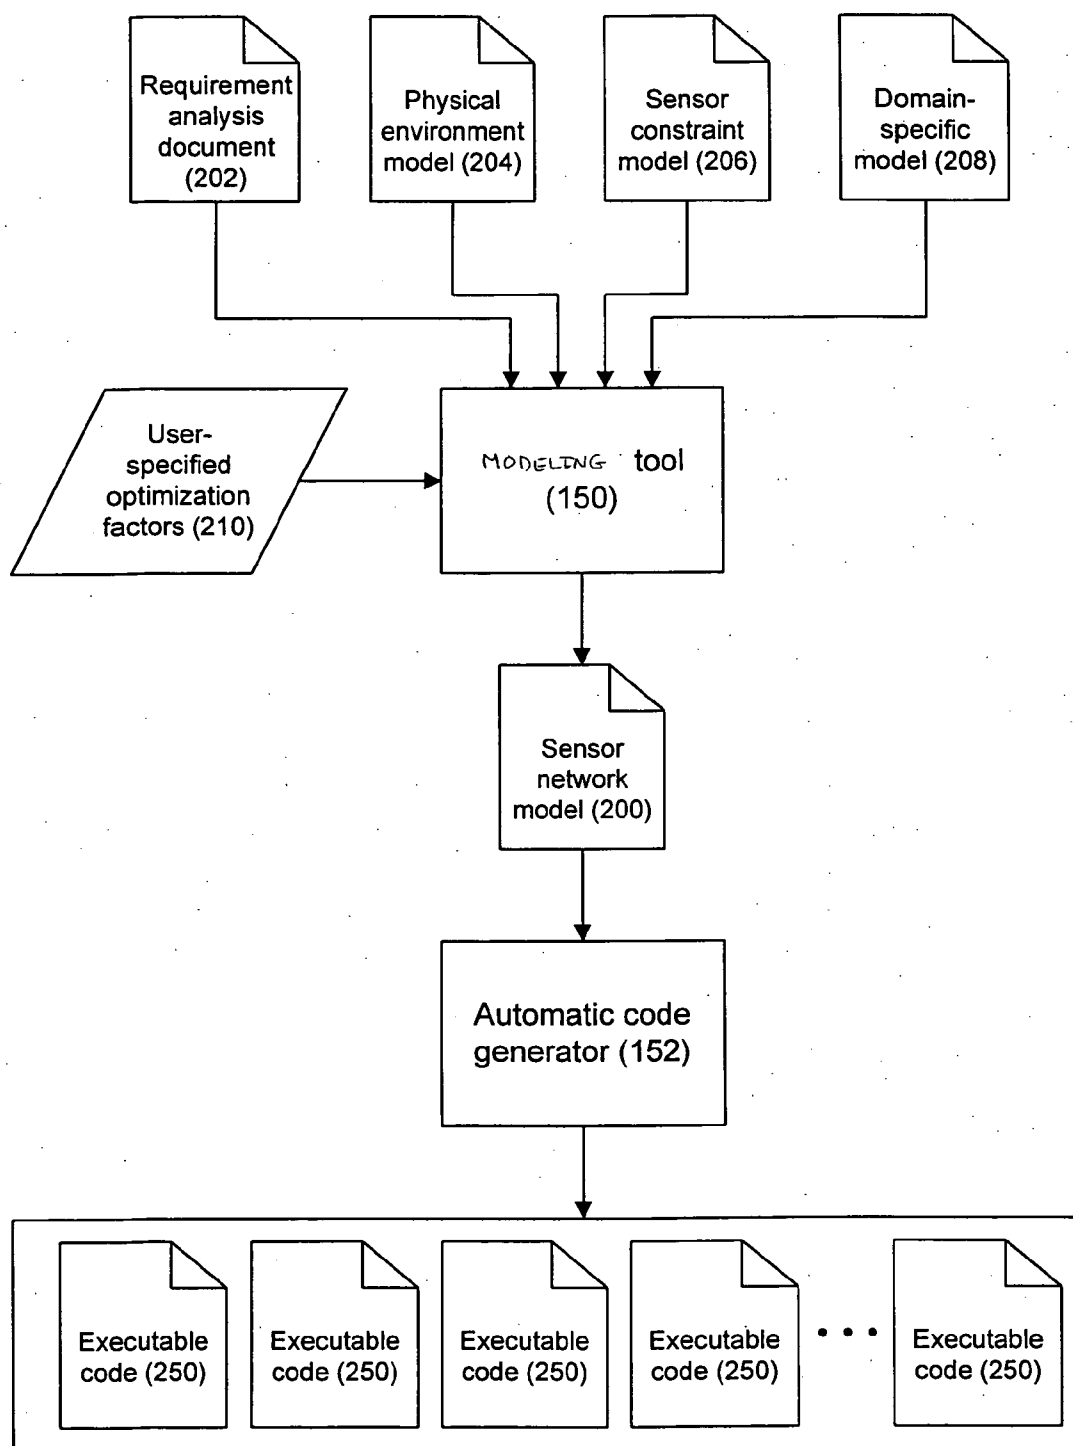 Requirement
analysis
document
(202)
Physical
environment
model (204)
Sensor
constraint
model (206)
Domain-
specific
model (208)
User-
specified
optimization
factors (210)
MODELING tool
(150)
Sensor
network
model (200)
Automatic code
generator (152)
Executable
code (250)
Executable
code (250)
Executable
code (250)
Executable
code (250)
• • •
Executable
code (250)